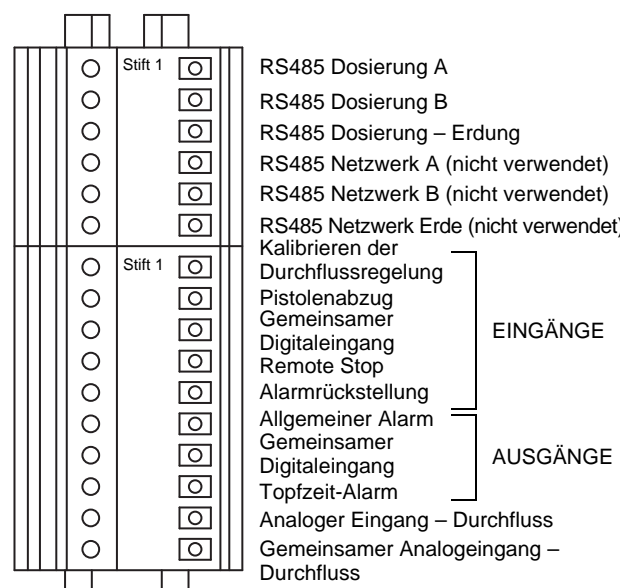 Stift 1
RS485 Dosierung A
RS485 Dosierung B
RS485 Dosierung – Erdung
RS485 Netzwerk A (nicht verwendet)
RS485 Netzwerk B (nicht verwendet)
RS485 Netzwerk Erde (nicht verwendet)
Stift 1
Kalibrieren der
Durchflussregelung
Pistolenabzug
Gemeinsamer
Digitaleingang
Remote Stop
Alarmrückstellung
EINGÄNGE
Allgemeiner Alarm
Gemeinsamer
Digitaleingang
Topfzeit-Alarm
AUSGÄNGE
Analoger Eingang – Durchfluss
Gemeinsamer Analogeingang –
Durchfluss